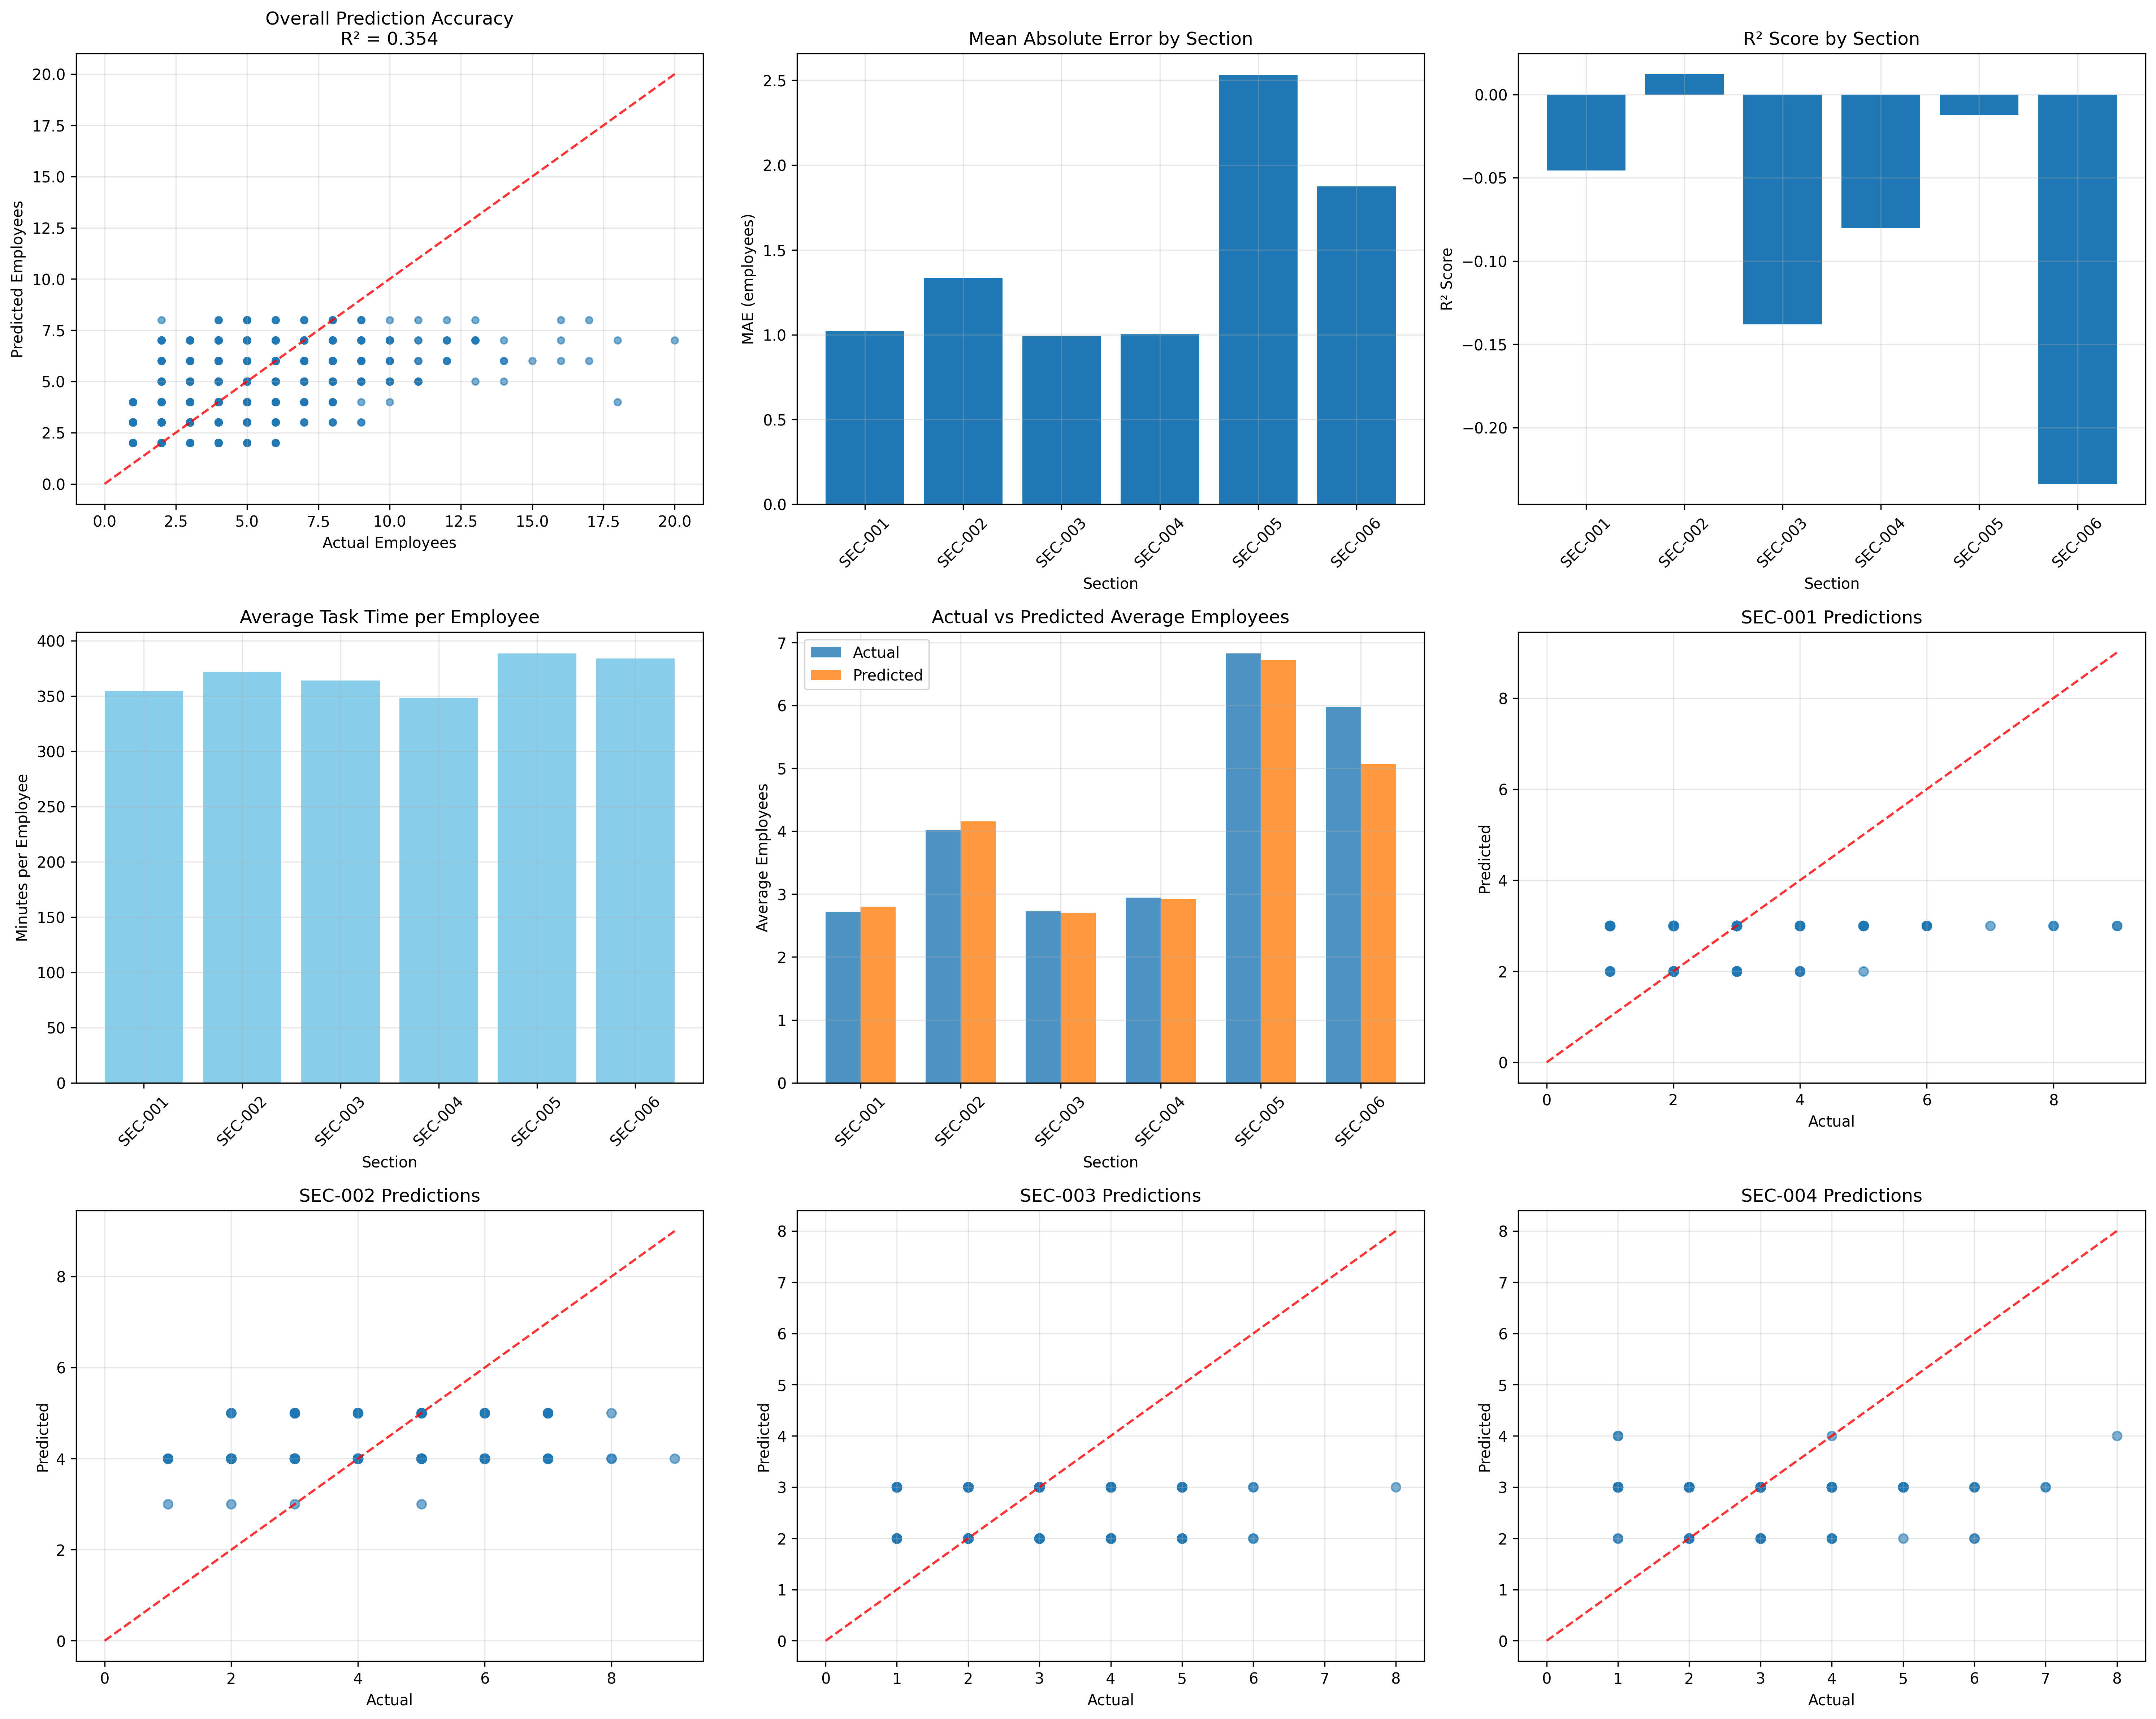 Overall Prediction Accuracy
R² = 0.354
Predicted Employees
20.0
17.5
15.0
12.5
10.0
7.5
5.0
2.5
0.0
0.0 2.5 5.0 7.5 10.0 12.5 15.0 17.5 20.0
Actual Employees
Mean Absolute Error by Section
MAE (employees)
2.5
2.0
1.5
1.0
0.5
0.0
SEC-001 SEC-002 SEC-003 SEC-004 SEC-005 SEC-006
Section
R² Score by Section
R² Score
0.00
−0.05
−0.10
−0.15
−0.20
SEC-001 SEC-002 SEC-003 SEC-004 SEC-005 SEC-006
Section
Average Task Time per Employee
Minutes per Employee
400
350
300
250
200
150
100
50
0
SEC-001 SEC-002 SEC-003 SEC-004 SEC-005 SEC-006
Section
Actual vs Predicted Average Employees
Actual
Predicted
Average Employees
7
6
5
4
3
2
1
0
SEC-001 SEC-002 SEC-003 SEC-004 SEC-005 SEC-006
Section
SEC-001 Predictions
Predicted
8
6
4
2
0
0 2 4 6 8
Actual
SEC-002 Predictions
Predicted
8
6
4
2
0
0 2 4 6 8
Actual
SEC-003 Predictions
Predicted
8
7
6
5
4
3
2
1
0
0 1 2 3 4 5 6 7 8
Actual
SEC-004 Predictions
Predicted
8
7
6
5
4
3
2
1
0
0 1 2 3 4 5 6 7 8
Actual